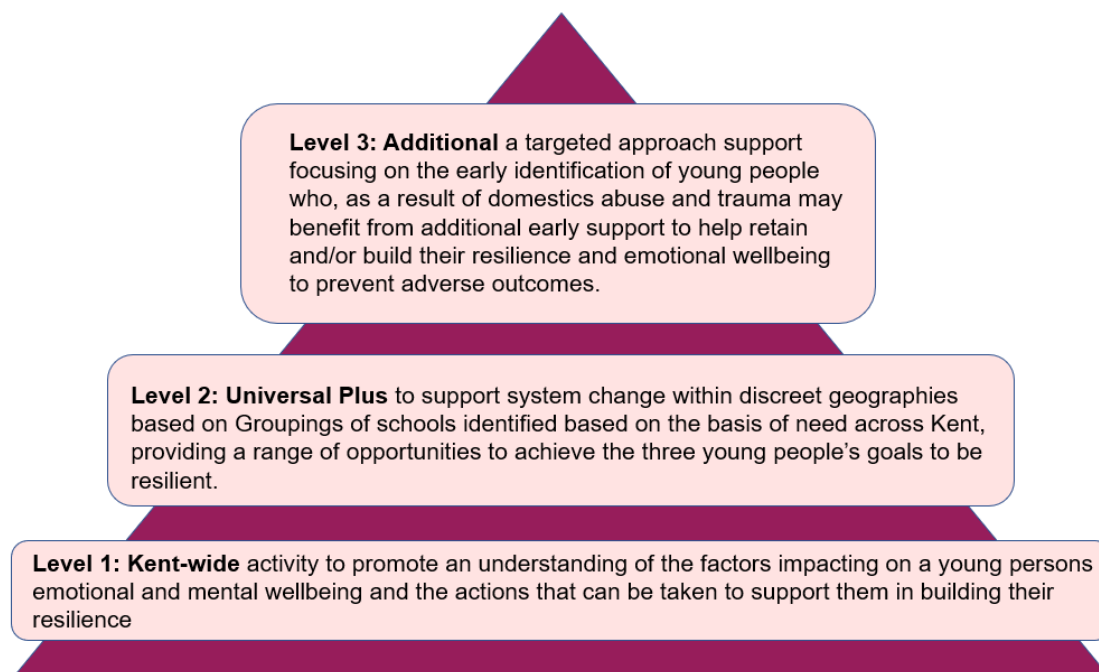 Level 3: Additional a targeted approach support
focusing on the early identification of young people
who, as a result of domestics abuse and trauma may
benefit from additional early support to help retain
and/or build their resilience and emotional wellbeing
to prevent adverse outcomes.
Level 2: Universal Plus to support system change within discreet geographies
based on Groupings of schools identified based on the basis of need across Kent,
providing a range of opportunities to achieve the three young people’s goals to be
resilient.
Level 1: Kent-wide activity to promote an understanding of the factors impacting on a young persons
emotional and mental wellbeing and the actions that can be taken to support them in building their
resilience